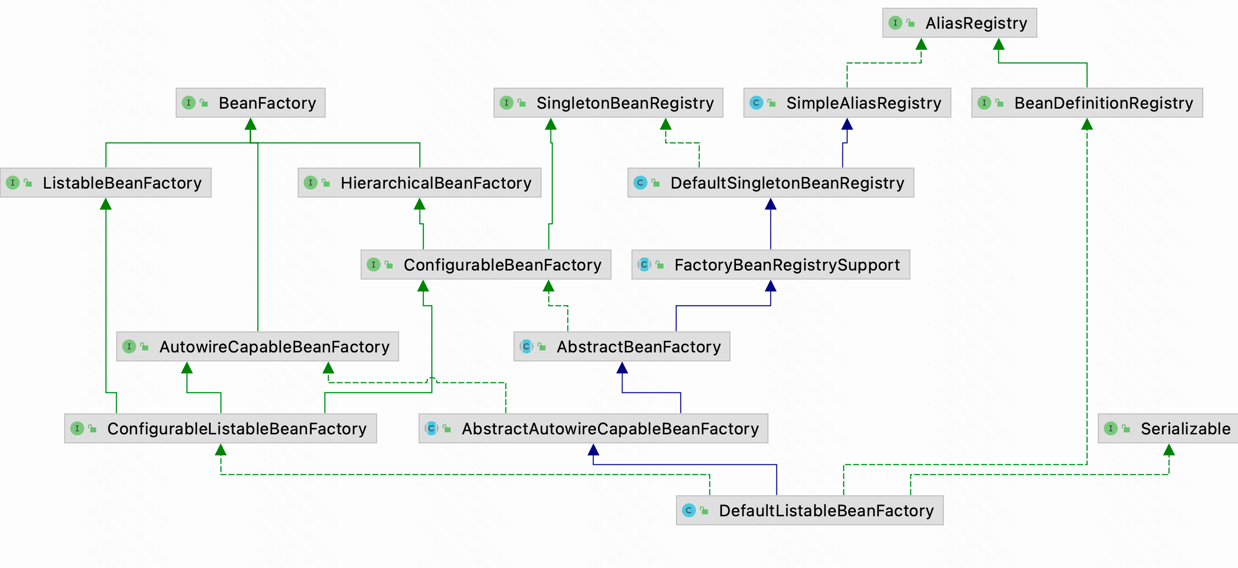 I AliasRegistry
I BeanFactory
I SingletonBeanRegistry
C SimpleAliasRegistry
I BeanDefinitionRegistry
I ListableBeanFactory
I HierarchicalBeanFactory
C DefaultSingletonBeanRegistry
I ConfigurableBeanFactory
C FactoryBeanRegistrySupport
I AutowireCapableBeanFactory
C AbstractBeanFactory
I ConfigurableListableBeanFactory
C AbstractAutowireCapableBeanFactory
I Serializable
C DefaultListableBeanFactory